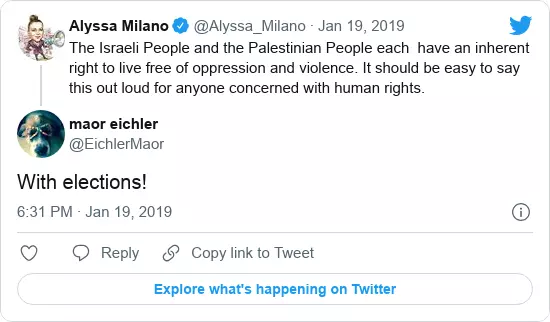 Alyssa Milano @Alyssa_Milano · Jan 19, 2019
The Israeli People and the Palestinian People each have an inherent
right to live free of oppression and violence. It should be easy to say
this out loud for anyone concerned with human rights.
maor eichler
@EichlerMaor
With elections!
6:31 PM · Jan 19, 2019
Reply Copy link to Tweet
Explore what's happening on Twitter